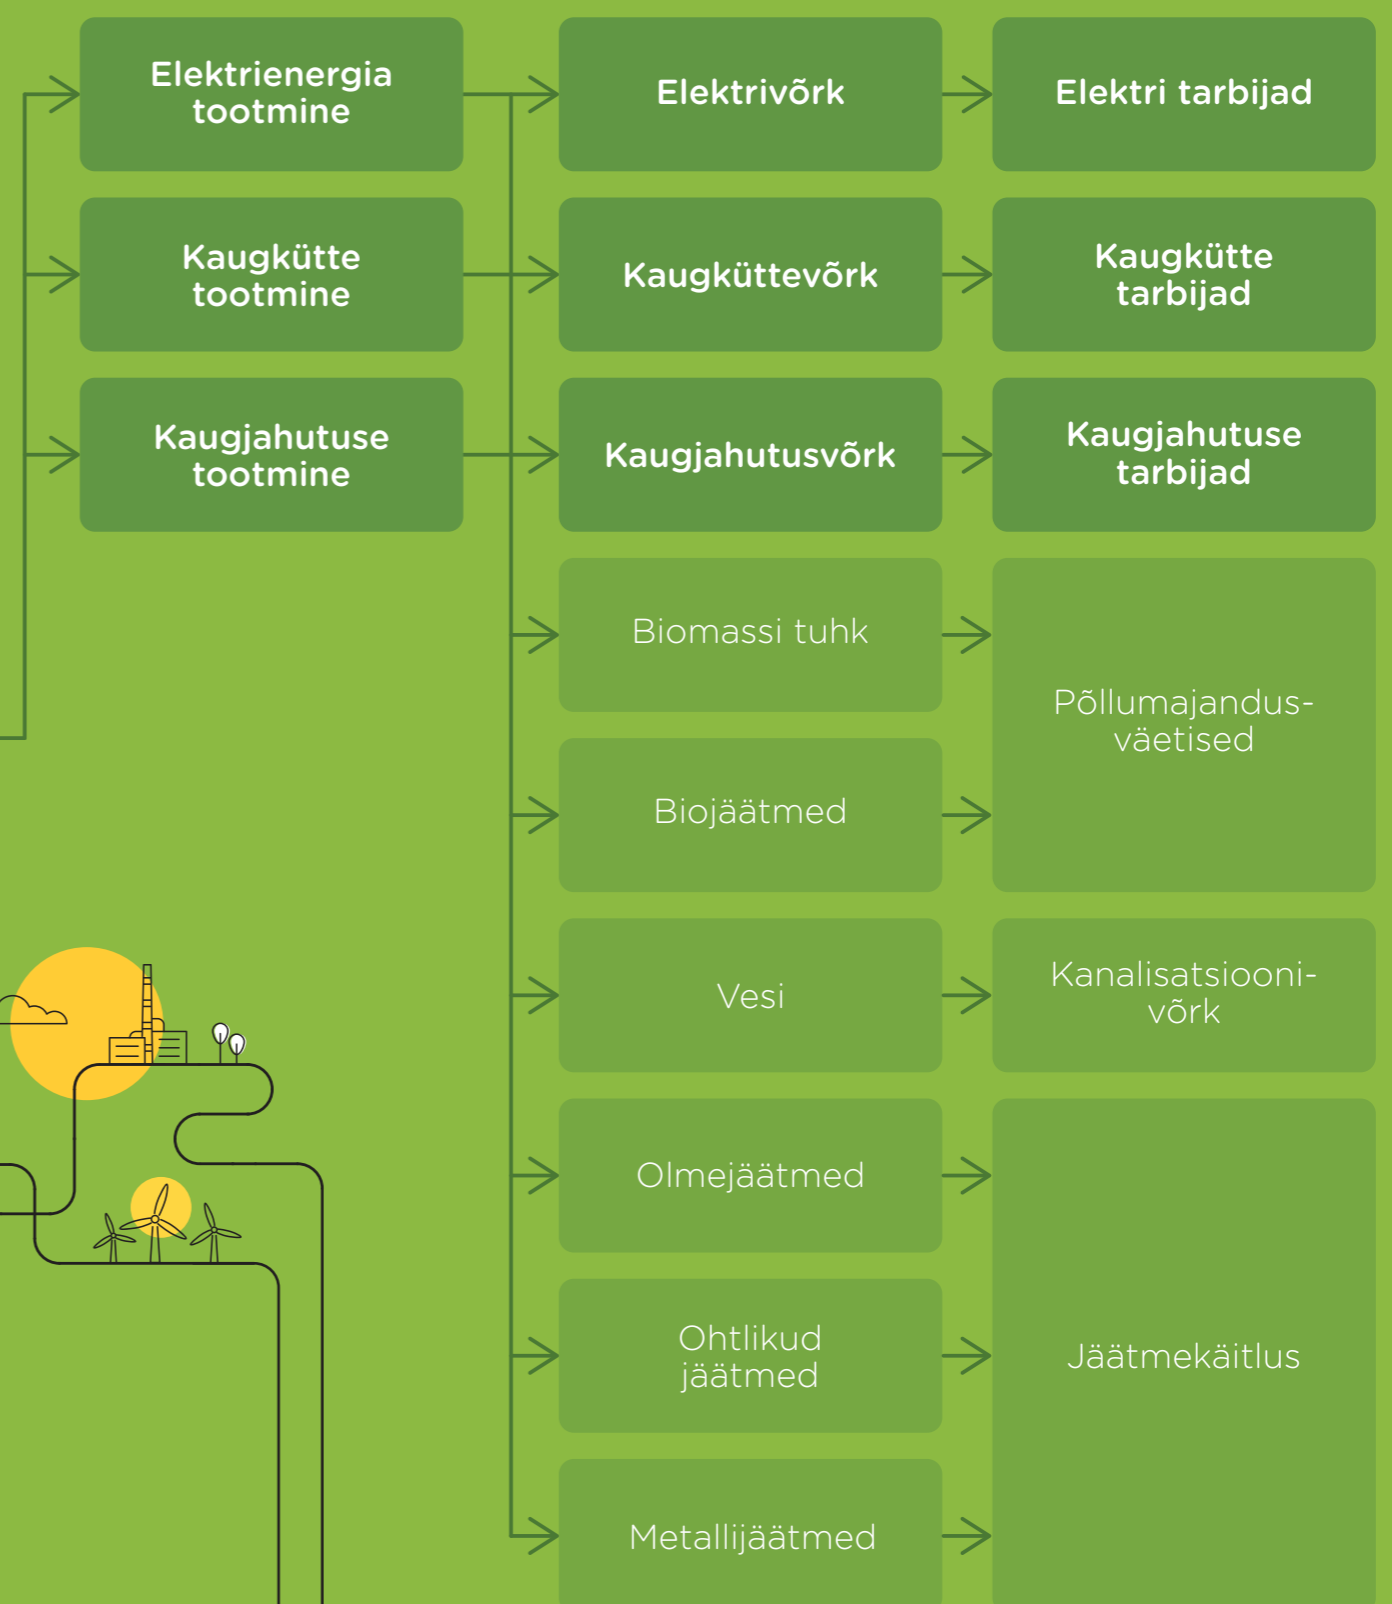 Elektrienergia
tootmine
Elektrivõrk
Elektri tarbijad
Kaugkütte
tootmine
Kaugküttevõrk
Kaugkütte
tarbijad
Kaugjahutuse
tootmine
Kaugjahutusvõrk
Kaugjahutuse
tarbijad
Biomassi tuhk
Põllumajandus-
väetised
Biojäätmed
Vesi
Kanalisatsiooni-
võrk
Olmejäätmed
Ohtlikud
jäätmed
Jäätmekäitlus
Metallijäätmed